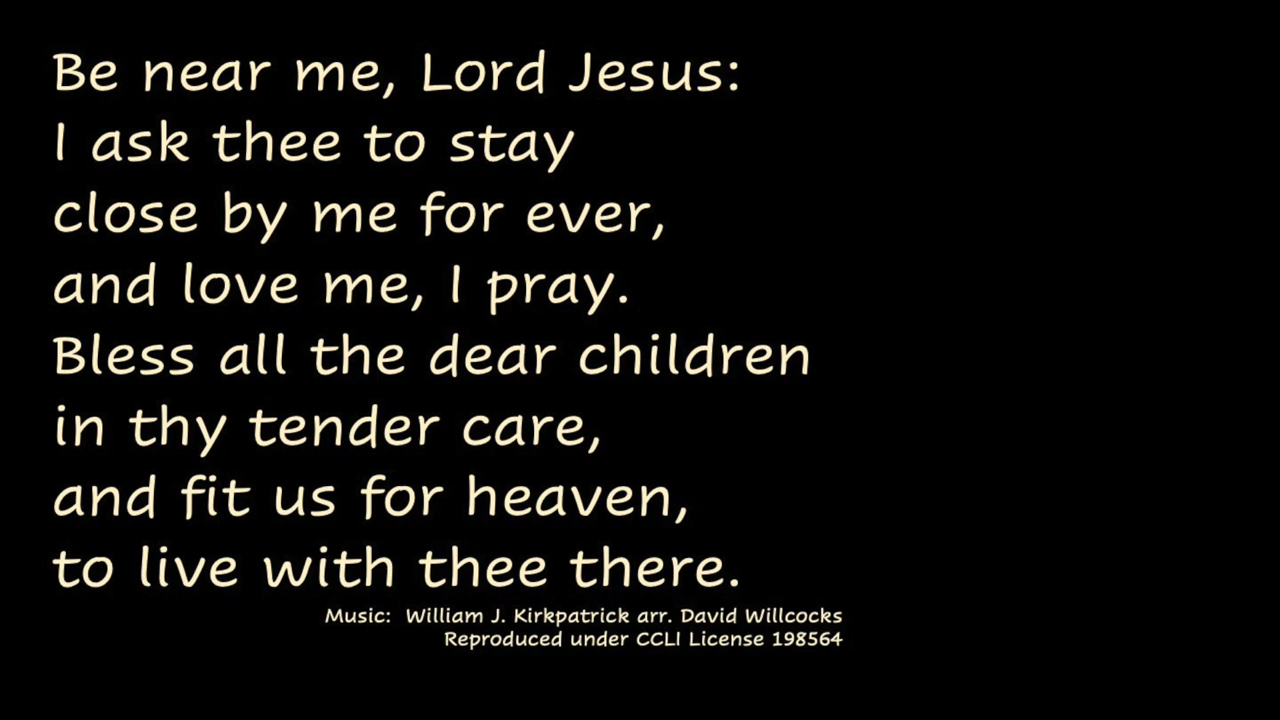 Be near me, Lord Jesus:
I ask thee to stay
close by me for ever,
and love me, I pray.
Bless all the dear children
in thy tender care,
and fit us for heaven,
to live with thee there.
Music:  William J. Kirkpatrick arr. David Willcocks
Reproduced under CCLI License 198564